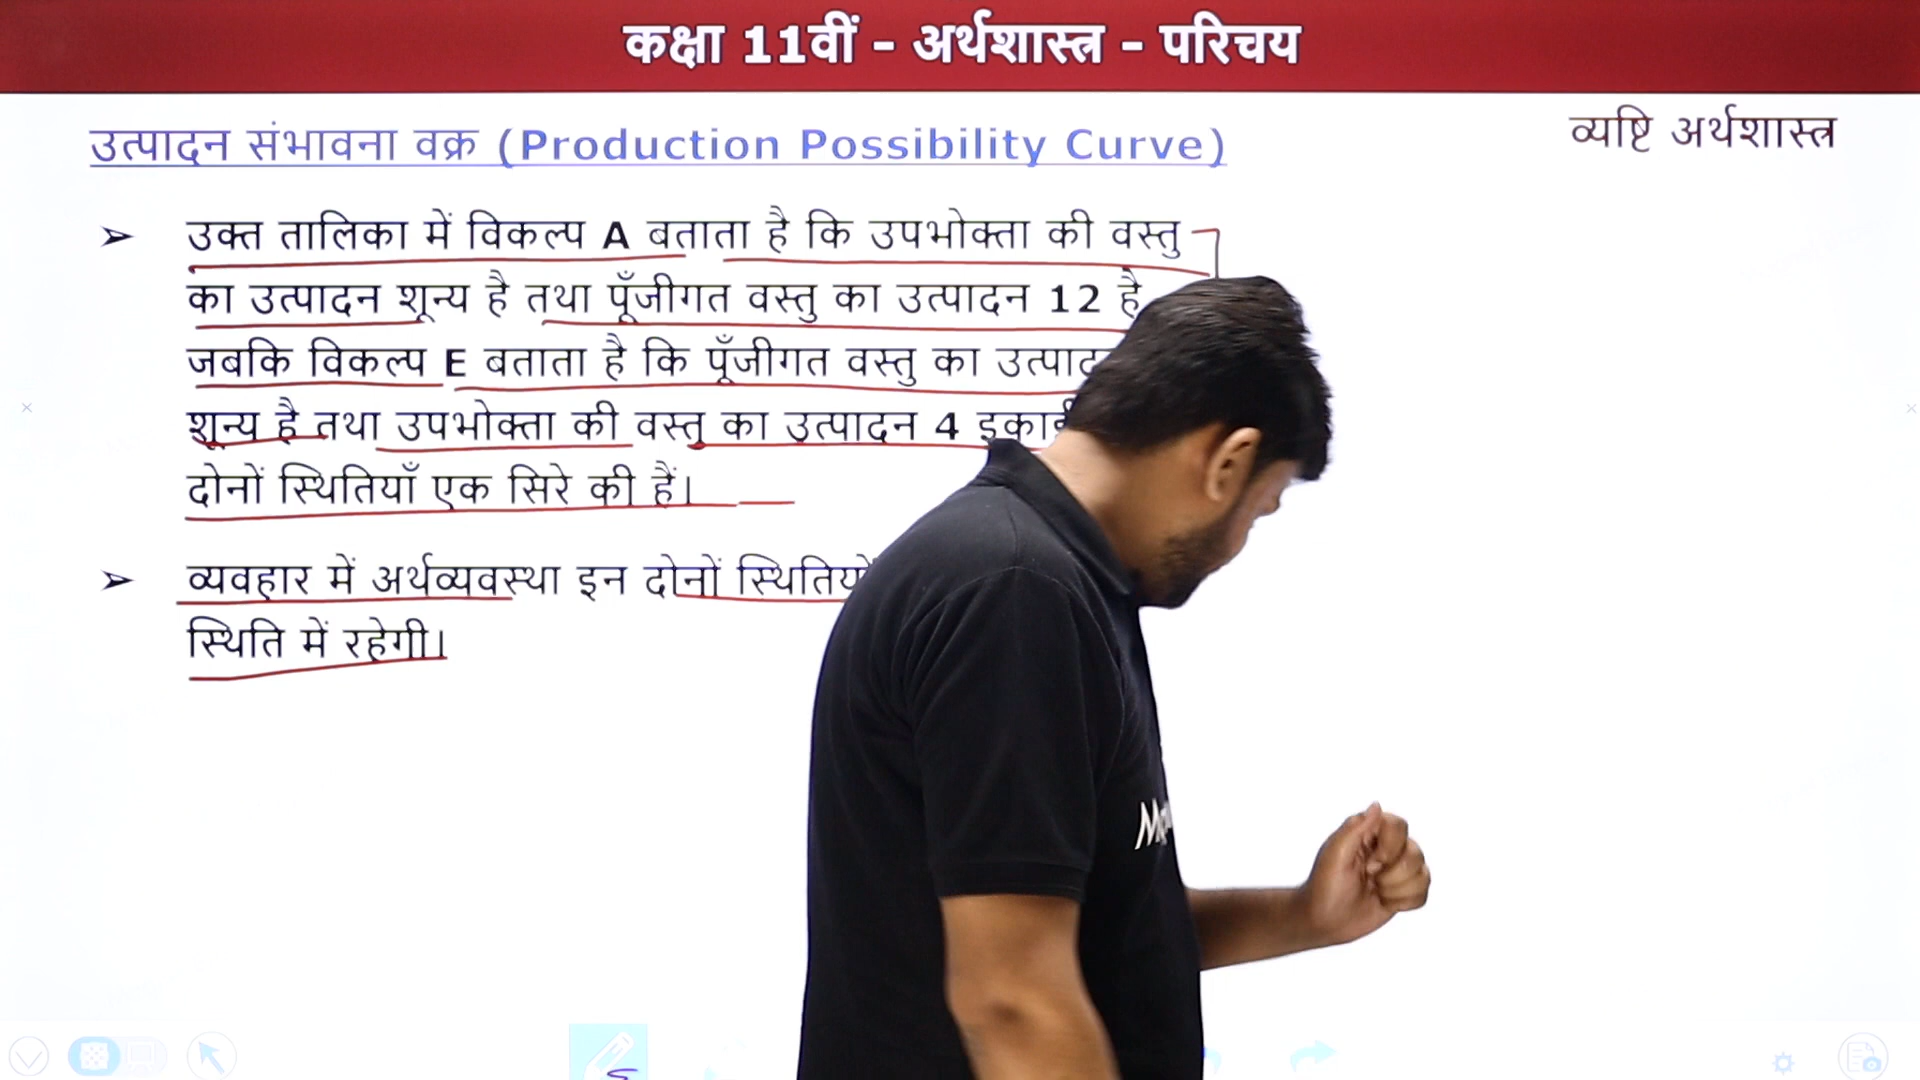 कक्षा 11वीं - अर्थशास्त्र - परिचय
उत्पादन संभावना वक्र (Production Possibility Curve)
व्यष्टि अर्थशास्त्र
➢ उक्त तालिका में विकल्प A बताता है कि उपभोक्ता की वस्तु
का उत्पादन शून्य है तथा पूँजीगत वस्तु का उत्पादन 12 है
जबकि विकल्प E बताता है कि पूँजीगत वस्तु का
शून्य है तथा उपभोक्ता की वस्तु का उत्पादन 4
दोनों स्थितियाँ एक सिरे की हैं।
➢ व्यवहार में अर्थव्यवस्था इन दोनों
स्थिति में रहेगी।